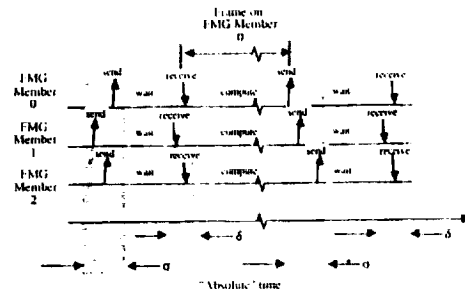 Frame on
FMG Member
0
FMG
Member
0
send
wait
receive
compute
send
wait
receive
FMG
Member
1
send
wait
receive
compute
send
wait
receive
FMG
Member
2
send
wait
receive
compute
send
wait
receive
δ
δ
α
α
"Absolute" time